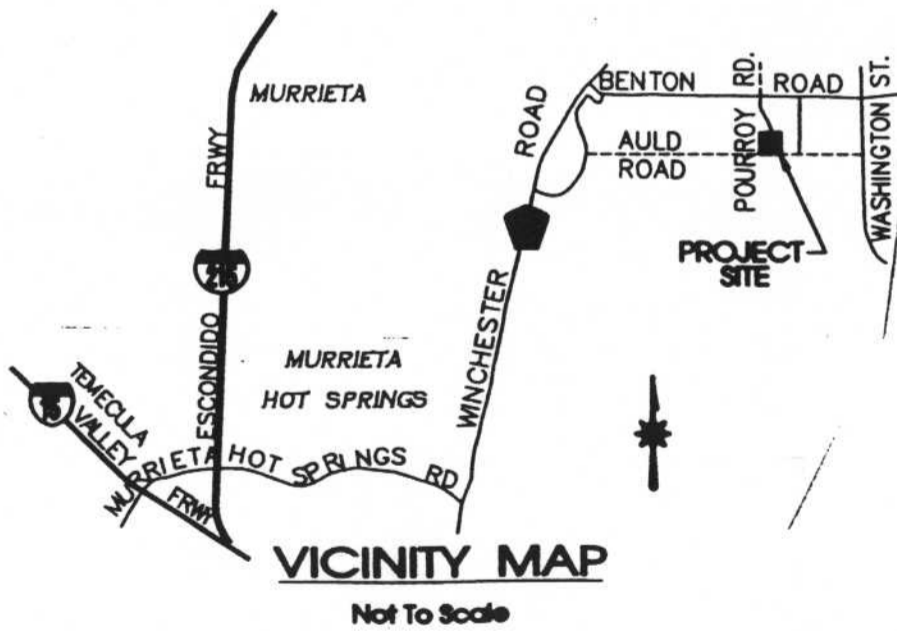 MURRIETA
FRWY
215
ESCONDIDO
TEMECULA
VALLEY
FRWY
15
MURRIETA HOT SPRINGS RD
MURRIETA
HOT SPRINGS
WINCHESTER
ROAD
BENTON ROAD
AULD
ROAD
POURROY RD.
WASHINGTON ST.
PROJECT
SITE
VICINITY MAP
Not To Scale